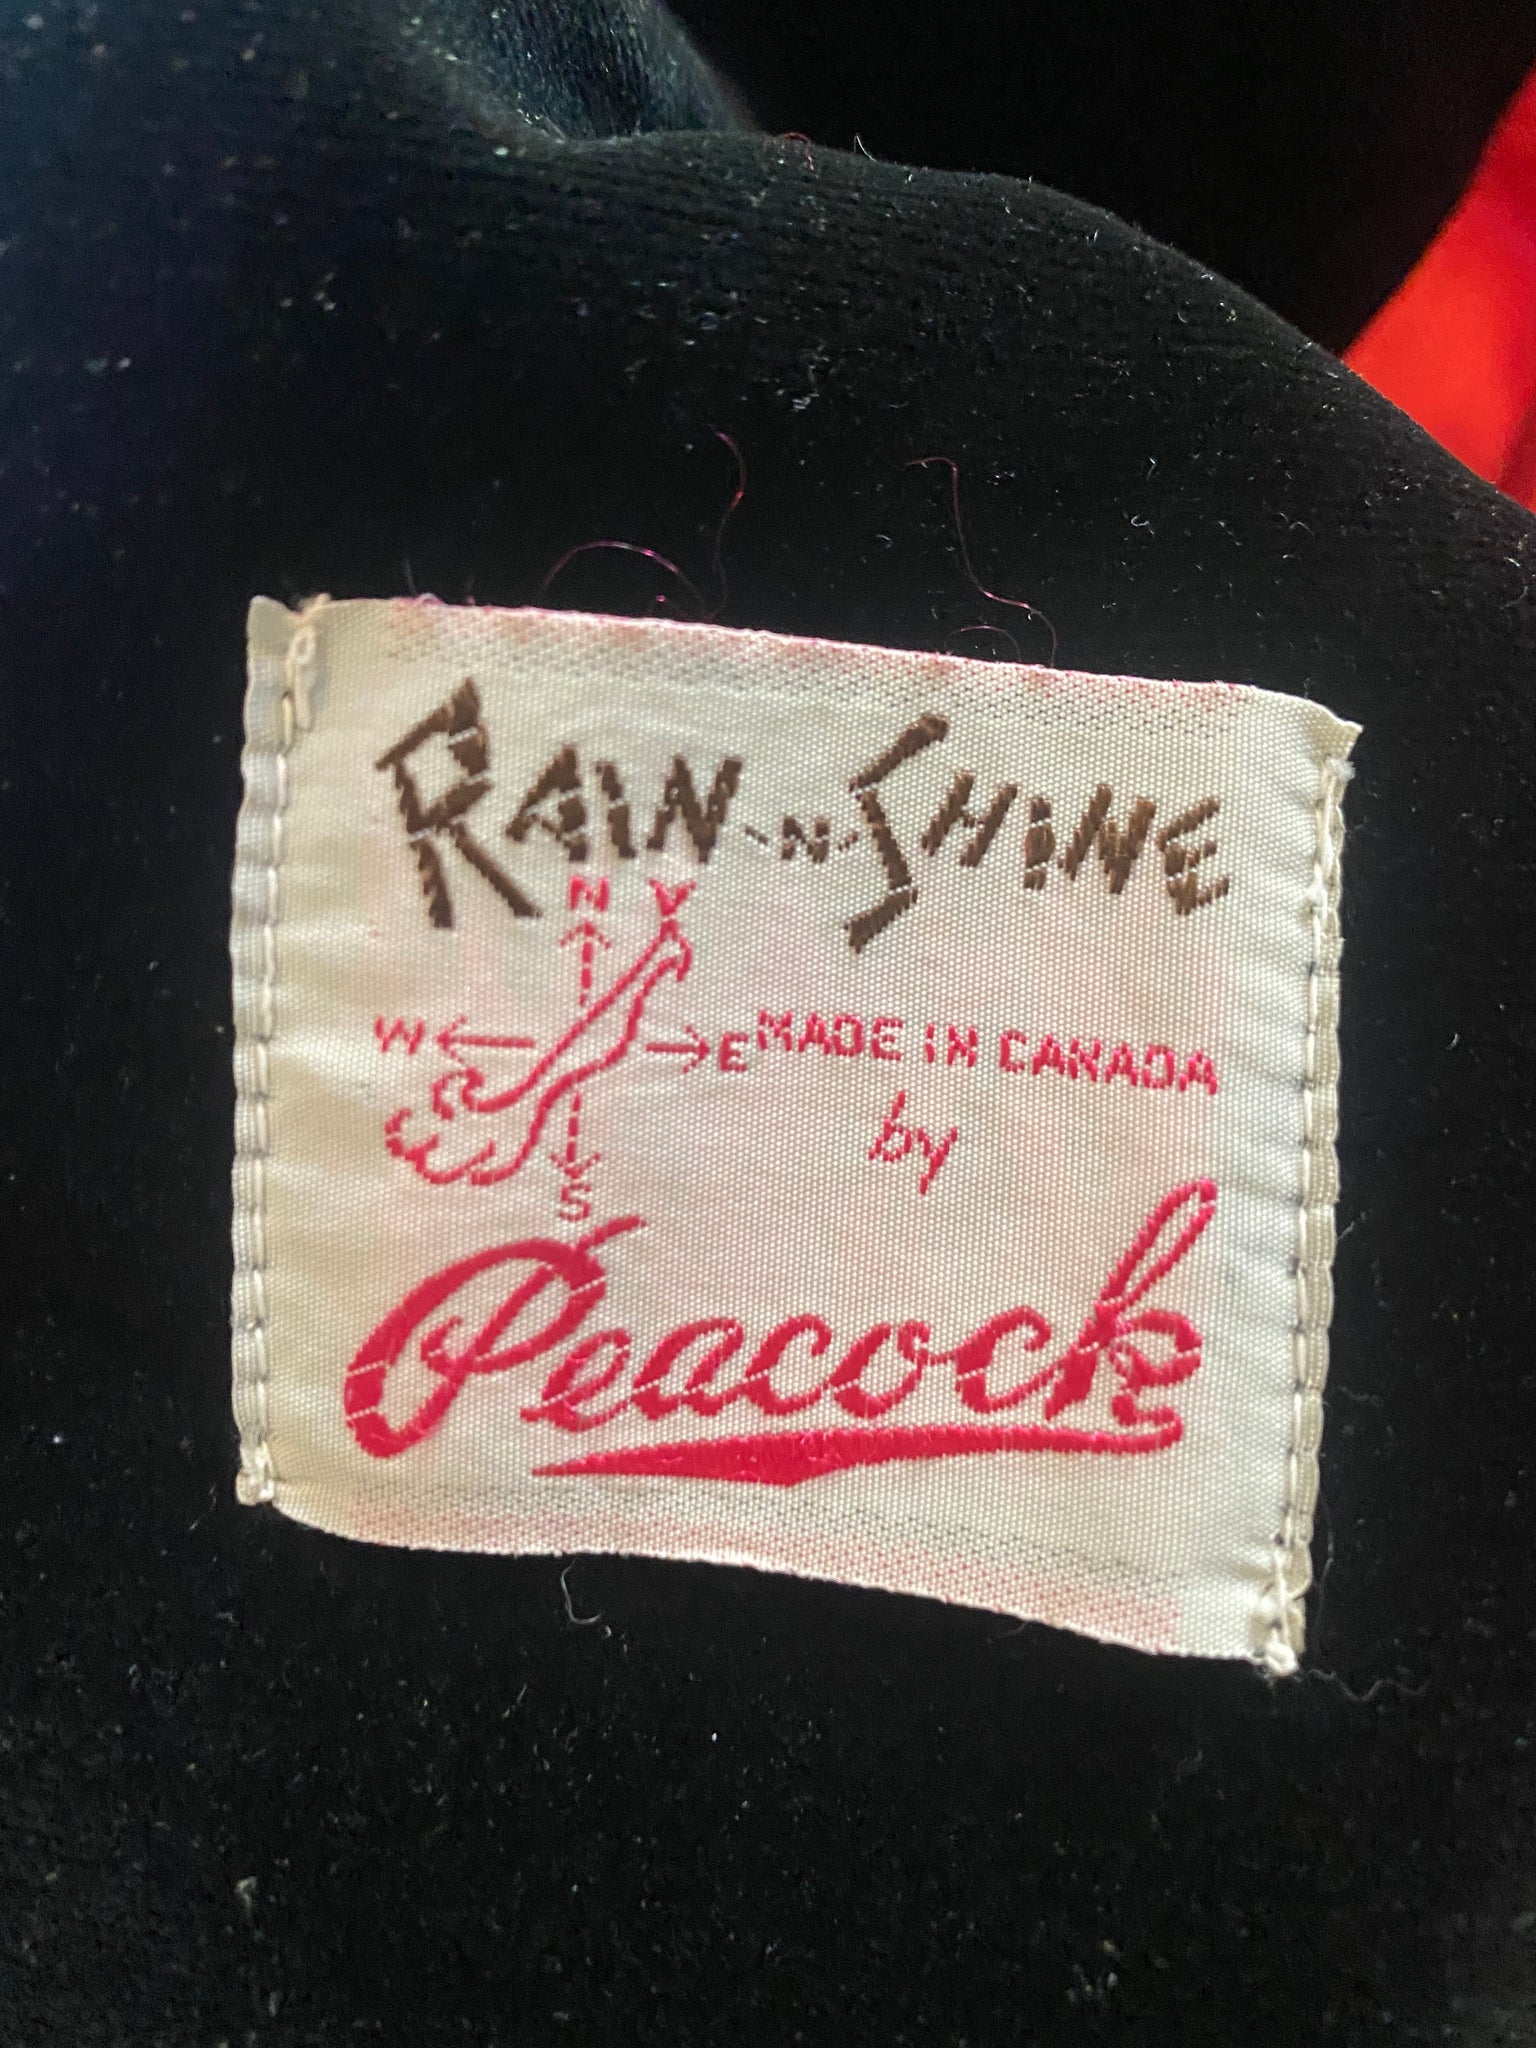 RAIN-N-SHINE
N
W E
S
MADE IN CANADA
by
Peacock